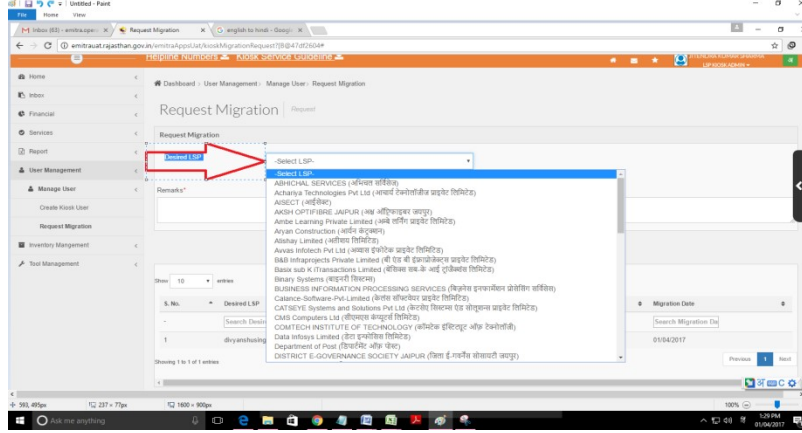 Untitled - Paint
File Home View
Request Migration
english to hindi - Googl
emitrauat.rajasthan.gov.in/emitraAppsUat/kioskMigrationRequest
Helpline Numbers Kiosk Service Guideline
LSP KIOSK ADMIN
Home
Inbox
Financial
Services
Report
User Management
Manage User
Create Kiosk User
Request Migration
Inventory Mangement
Tool Management
Dashboard > User Management > Manage User > Request Migration
Request Migration Request
Request Migration
Desired LSP
-Select LSP-
-Select LSP-
ABHICHAL SERVICES (अभिचल सर्विसेज)
Achariya Technologies Pvt Ltd (आचार्य टेक्नोलॉजीज प्राइवेट लिमिटेड)
AISECT (आईसेक्ट)
AKSH OPTIFIBRE JAIPUR (अक्ष ऑप्टिफाइबर जयपुर)
Ambe Learning Private Limited (अम्बे लर्निंग प्राइवेट लिमिटेड)
Aryan Construction (आर्यन कंट्रक्शन)
Atishay Limited (अतीशय लिमिटेड)
Avvas Infotech Pvt Ltd (अव्वास इंफोटेक प्राइवेट लिमिटेड)
B&B Infraprojects Private Limited (बी एंड बी इंफ्राप्रोजेक्ट्स प्राइवेट लिमिटेड)
Basix sub K iTransactions Limited (बेसिक्स सब-के आई ट्रांजैक्शंस लिमिटेड)
Binary Systems (बाइनरी सिस्टम्स)
BUSINESS INFORMATION PROCESSING SERVICES (बिज़नेस इनफार्मेशन प्रोसेसिंग सर्विसेस)
Calance-Software-Pvt-Limited (केलंस सॉफ्टवेयर प्राइवेट लिमिटेड)
CATSEYE Systems and Solutions Pvt Ltd (केटसेए सिस्टम्स एंड सोलूशन्स प्राइवेट लिमिटेड)
CMS Computers Ltd (सीएमएस कंप्यूटर्स लिमिटेड)
COMTECH INSTITUTE OF TECHNOLOGY (कॉमटेक इंस्टिट्यूट ऑफ़ टेक्नोलॉजी)
Data Infosys Limited (डेटा इन्फोसिस लिमिटेड)
Department of Post (डिपार्टमेंट ऑफ़ पोस्ट)
DISTRICT E-GOVERNANCE SOCIETY JAIPUR (जिला ई-गवर्नेंस सोसायटी जयपुर)
Remarks*
Show 10 entries
S. No. Desired LSP Migration Date
Search Desir Search Migration Da
1 divyanshusing 01/04/2017
Showing 1 to 1 of 1 entries
Previous 1 Next
593, 495px 237 × 77px 1600 × 900px 100%
Ask me anything
1:29 PM
01/04/2017